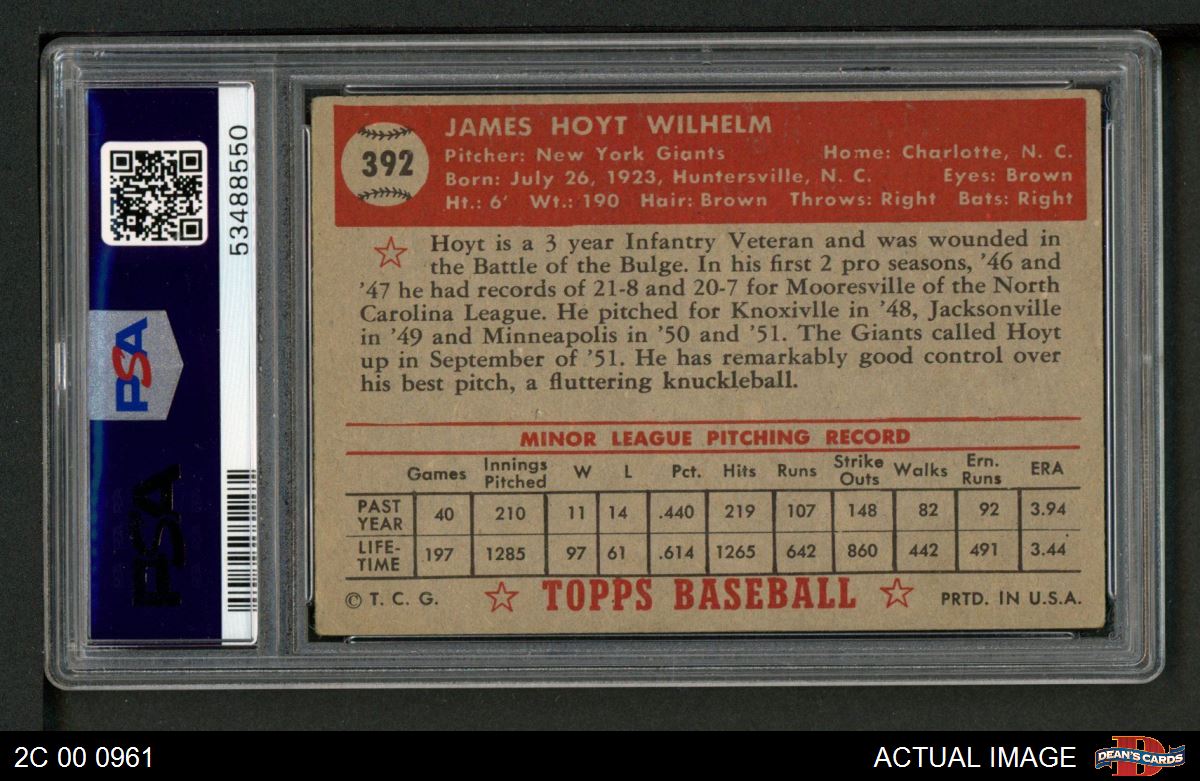 53488550
PSA
PSA
392
JAMES HOYT WILHELM
Pitcher: New York Giants Home: Charlotte, N. C.
Born: July 26, 1923, Huntersville, N. C. Eyes: Brown
Ht.: 6' Wt.: 190 Hair: Brown Throws: Right Bats: Right
Hoyt is a 3 year Infantry Veteran and was wounded in
the Battle of the Bulge. In his first 2 pro seasons, '46 and
'47 he had records of 21-8 and 20-7 for Mooresville of the North
Carolina League. He pitched for Knoxivlle in '48, Jacksonville
in '49 and Minneapolis in '50 and '51. The Giants called Hoyt
up in September of '51. He has remarkably good control over
his best pitch, a fluttering knuckleball.
MINOR LEAGUE PITCHING RECORD
Games Innings Pitched W L Pct. Hits Runs Strike Outs Walks Ern. Runs ERA
PAST YEAR 40 210 11 14 .440 219 107 148 82 92 3.94
LIFE-TIME 197 1285 97 61 .614 1265 642 860 442 491 3.44
© T. C. G. TOPPS BASEBALL PRTD. IN U.S.A.
2C 00 0961 ACTUAL IMAGE DEAN'S CARDS